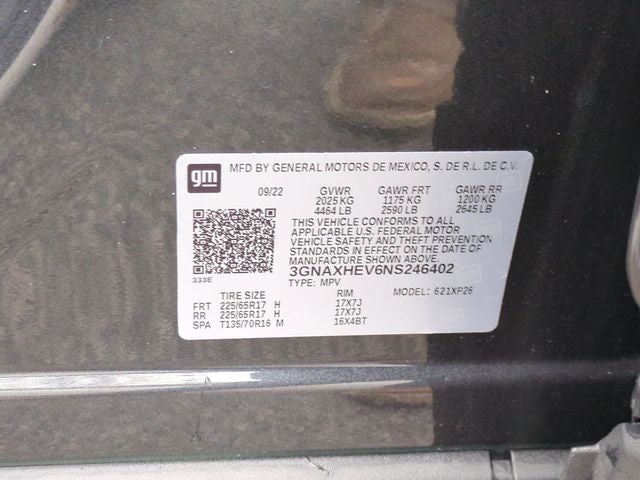 gm MFD BY GENERAL MOTORS DE MEXICO, S. DE R.L. DE C.V.
09/22 GVWR GAWR FRT GAWR RR
2025 KG 1175 KG 1200 KG
4464 LB 2590 LB 2645 LB
THIS VEHICLE CONFORMS TO ALL
APPLICABLE U.S. FEDERAL MOTOR
VEHICLE SAFETY AND THEFT PREVENTION
STANDARDS IN EFFECT ON THE DATE OF
MANUFACTURE SHOWN ABOVE.
333E 3GNAXHEV6NS246402
TYPE: MPV MODEL: 621XP26
TIRE SIZE RIM
FRT 225/65R17 H 17X7J
RR 225/65R17 H 17X7J
SPA T135/70R16 M 16X4BT